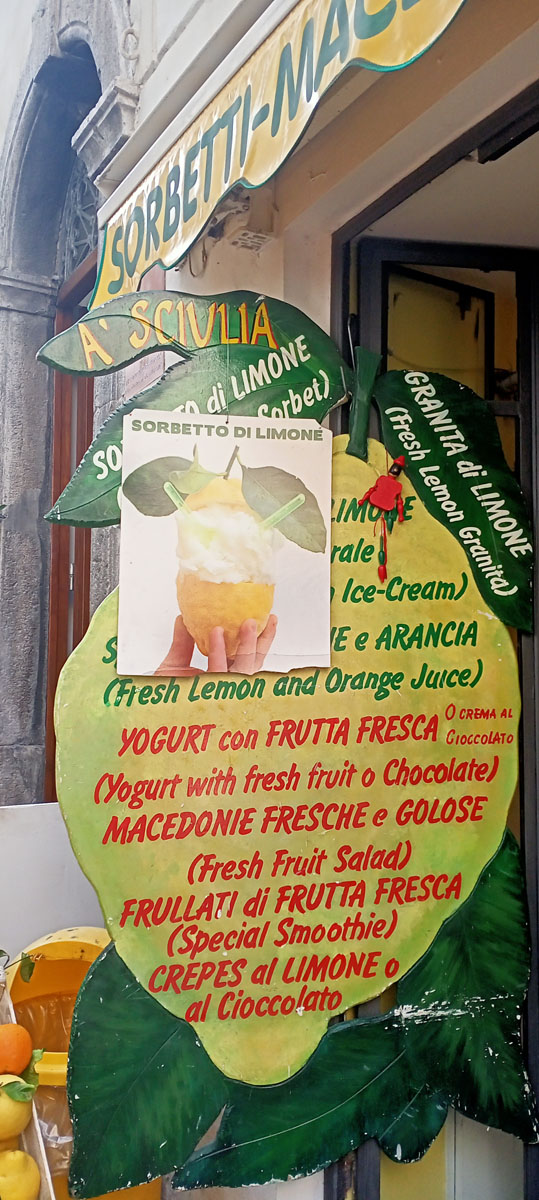 SORBETTI-MAC
A' SCIULIA
di LIMONE
Sorbet)
SORBETTO DI LIMONE
GRANITA di LIMONE
(Fresh Lemon Granita)
LIMONE
Ice-Cream)
e ARANCIA
(Fresh Lemon and Orange Juice)
YOGURT con FRUTTA FRESCA
O CREMA AL
CIOCCOLATO
(Yogurt with fresh fruit o Chocolate)
MACEDONIE FRESCHE e GOLOSE
(Fresh Fruit Salad)
FRULLATI di FRUTTA FRESCA
(Special Smoothie)
CREPES al LIMONE o
al Cioccolato